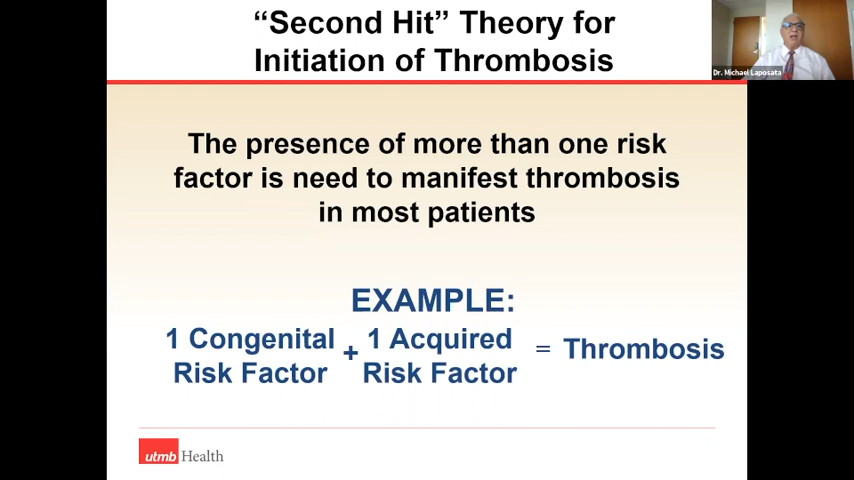 “Second Hit” Theory for
Initiation of Thrombosis
Dr. Michael Laposata
The presence of more than one risk
factor is need to manifest thrombosis
in most patients
EXAMPLE:
1 Congenital + 1 Acquired = Thrombosis
Risk Factor Risk Factor
utmb Health